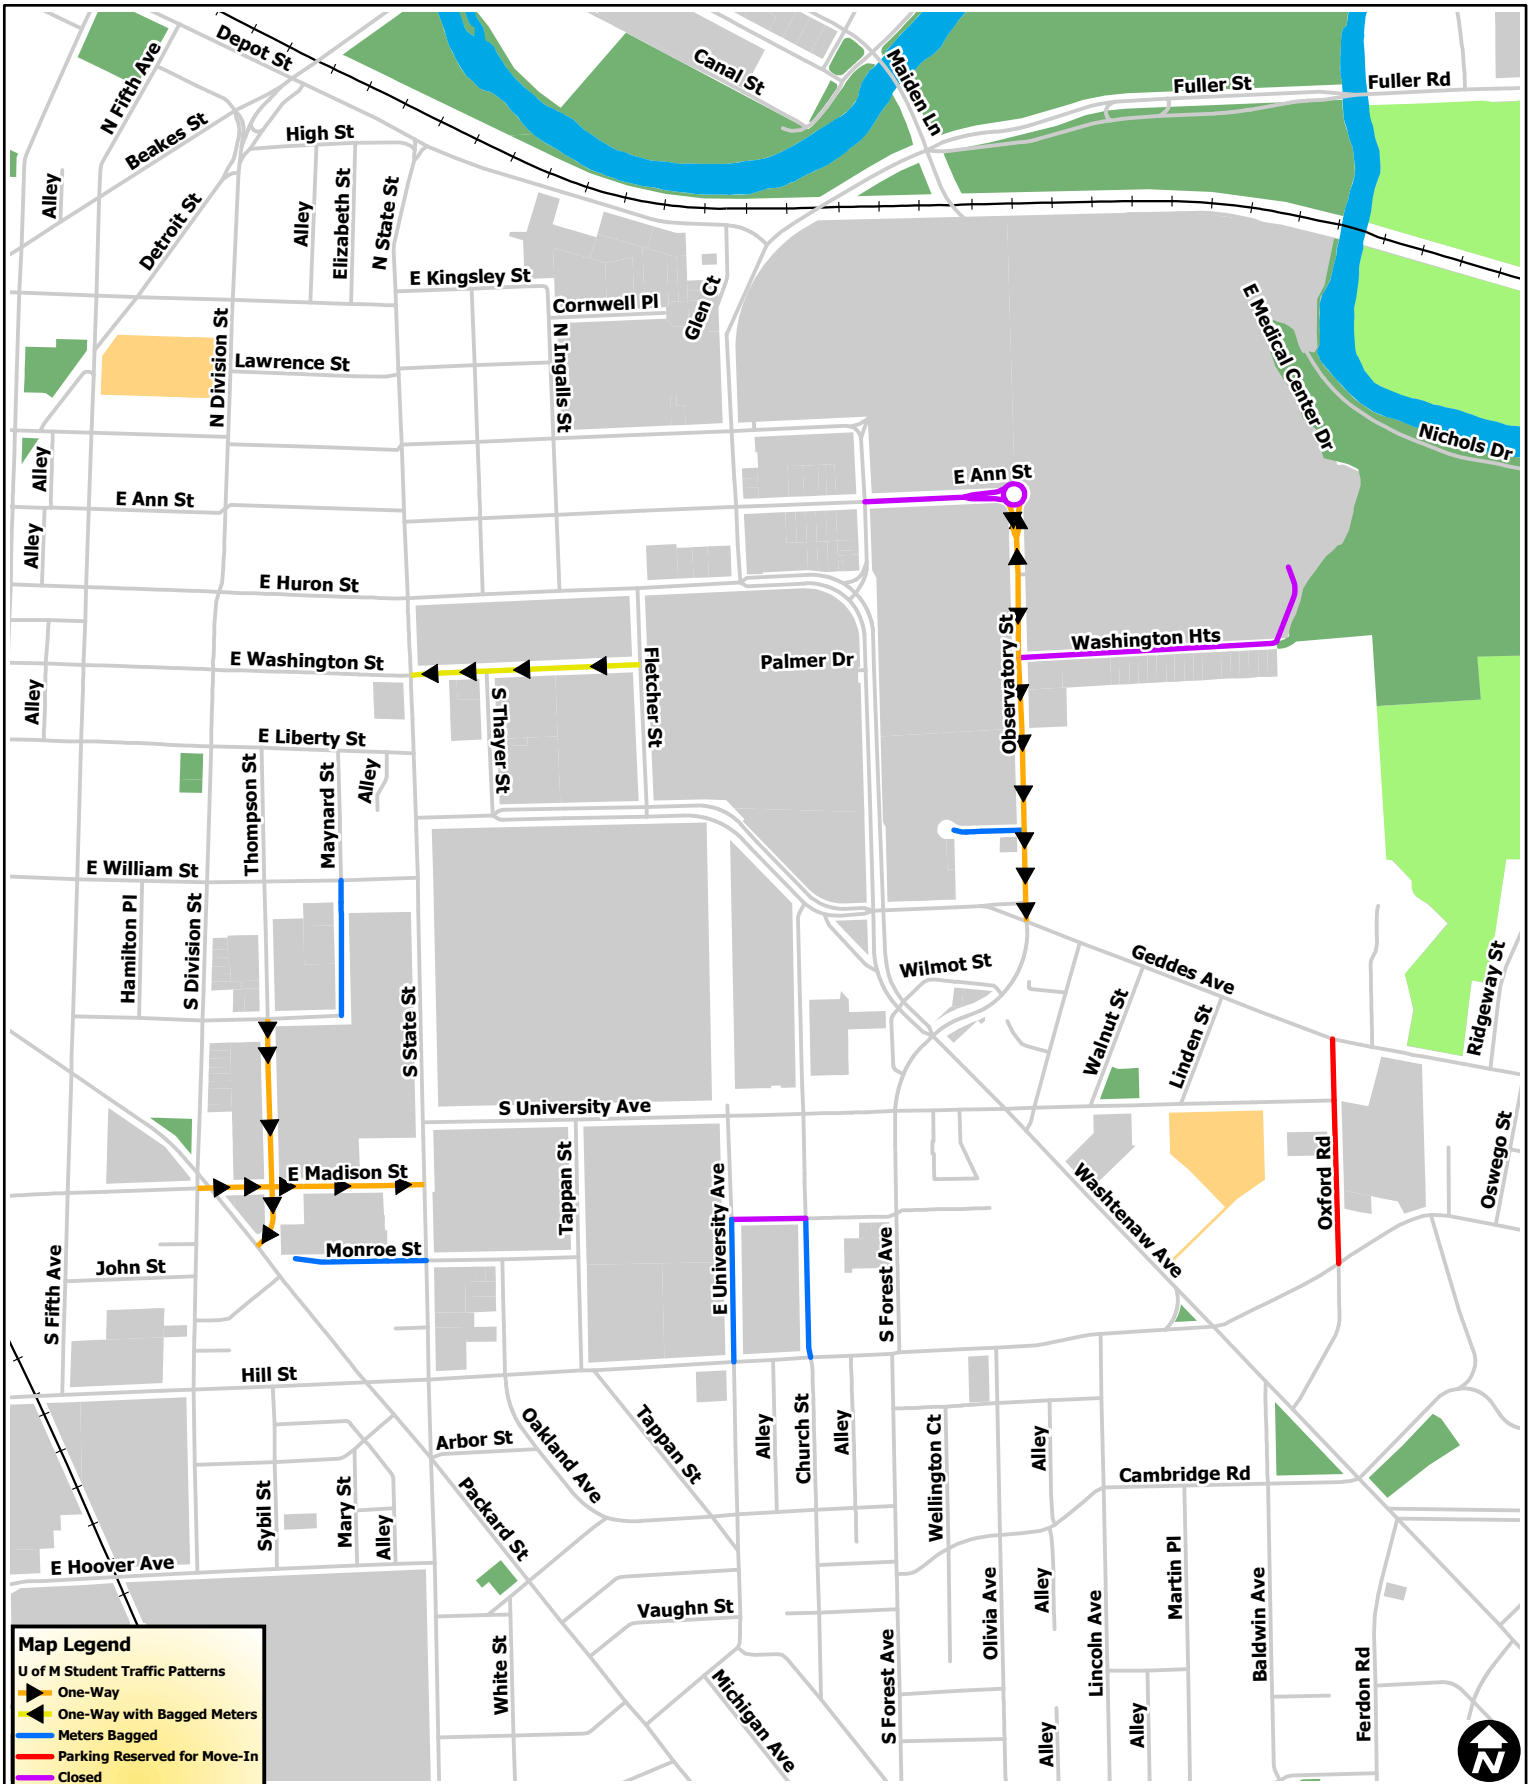 Depot St
Canal St
Maiden Ln
Fuller St
Fuller Rd
N Fifth Ave
Beakes St
High St
Alley
Detroit St
Alley
Elizabeth St
N State St
E Kingsley St
Cornwell Pl
Glen Ct
E Medical Center Dr
N Division St
Lawrence St
N Ingalls St
Nichols Dr
Alley
E Ann St
E Ann St
Alley
E Huron St
E Washington St
Fletcher St
Palmer Dr
Observatory St
Washington Hts
Alley
S Thayer St
E Liberty St
Thompson St
Maynard St
Alley
E William St
Hamilton Pl
S Division St
Wilmot St
Geddes Ave
Ridgeway St
S State St
Walnut St
Linden St
S University Ave
E Madison St
Tappan St
E University Ave
Washtenaw Ave
Oxford Rd
Oswego St
Monroe St
John St
S Fifth Ave
S Forest Ave
Hill St
Arbor St
Oakland Ave
Tappan St
Alley
Church St
Alley
Wellington Ct
Alley
Cambridge Rd
Sybil St
Mary St
Alley
Packard St
E Hoover Ave
Vaughn St
Olivia Ave
Alley
Lincoln Ave
Martin Pl
Baldwin Ave
White St
Michigan Ave
S Forest Ave
Alley
Alley
Ferdon Rd
Map Legend
U of M Student Traffic Patterns
One-Way
One-Way with Bagged Meters
Meters Bagged
Parking Reserved for Move-In
Closed
N